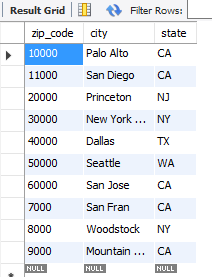 Result Grid Filter Rows:
zip_code city state
10000 Palo Alto CA
11000 San Diego CA
20000 Princeton NJ
30000 New York ... NY
40000 Dallas TX
50000 Seattle WA
60000 San Jose CA
7000 San Fran CA
8000 Woodstock NY
9000 Mountain ... CA
NULL NULL NULL